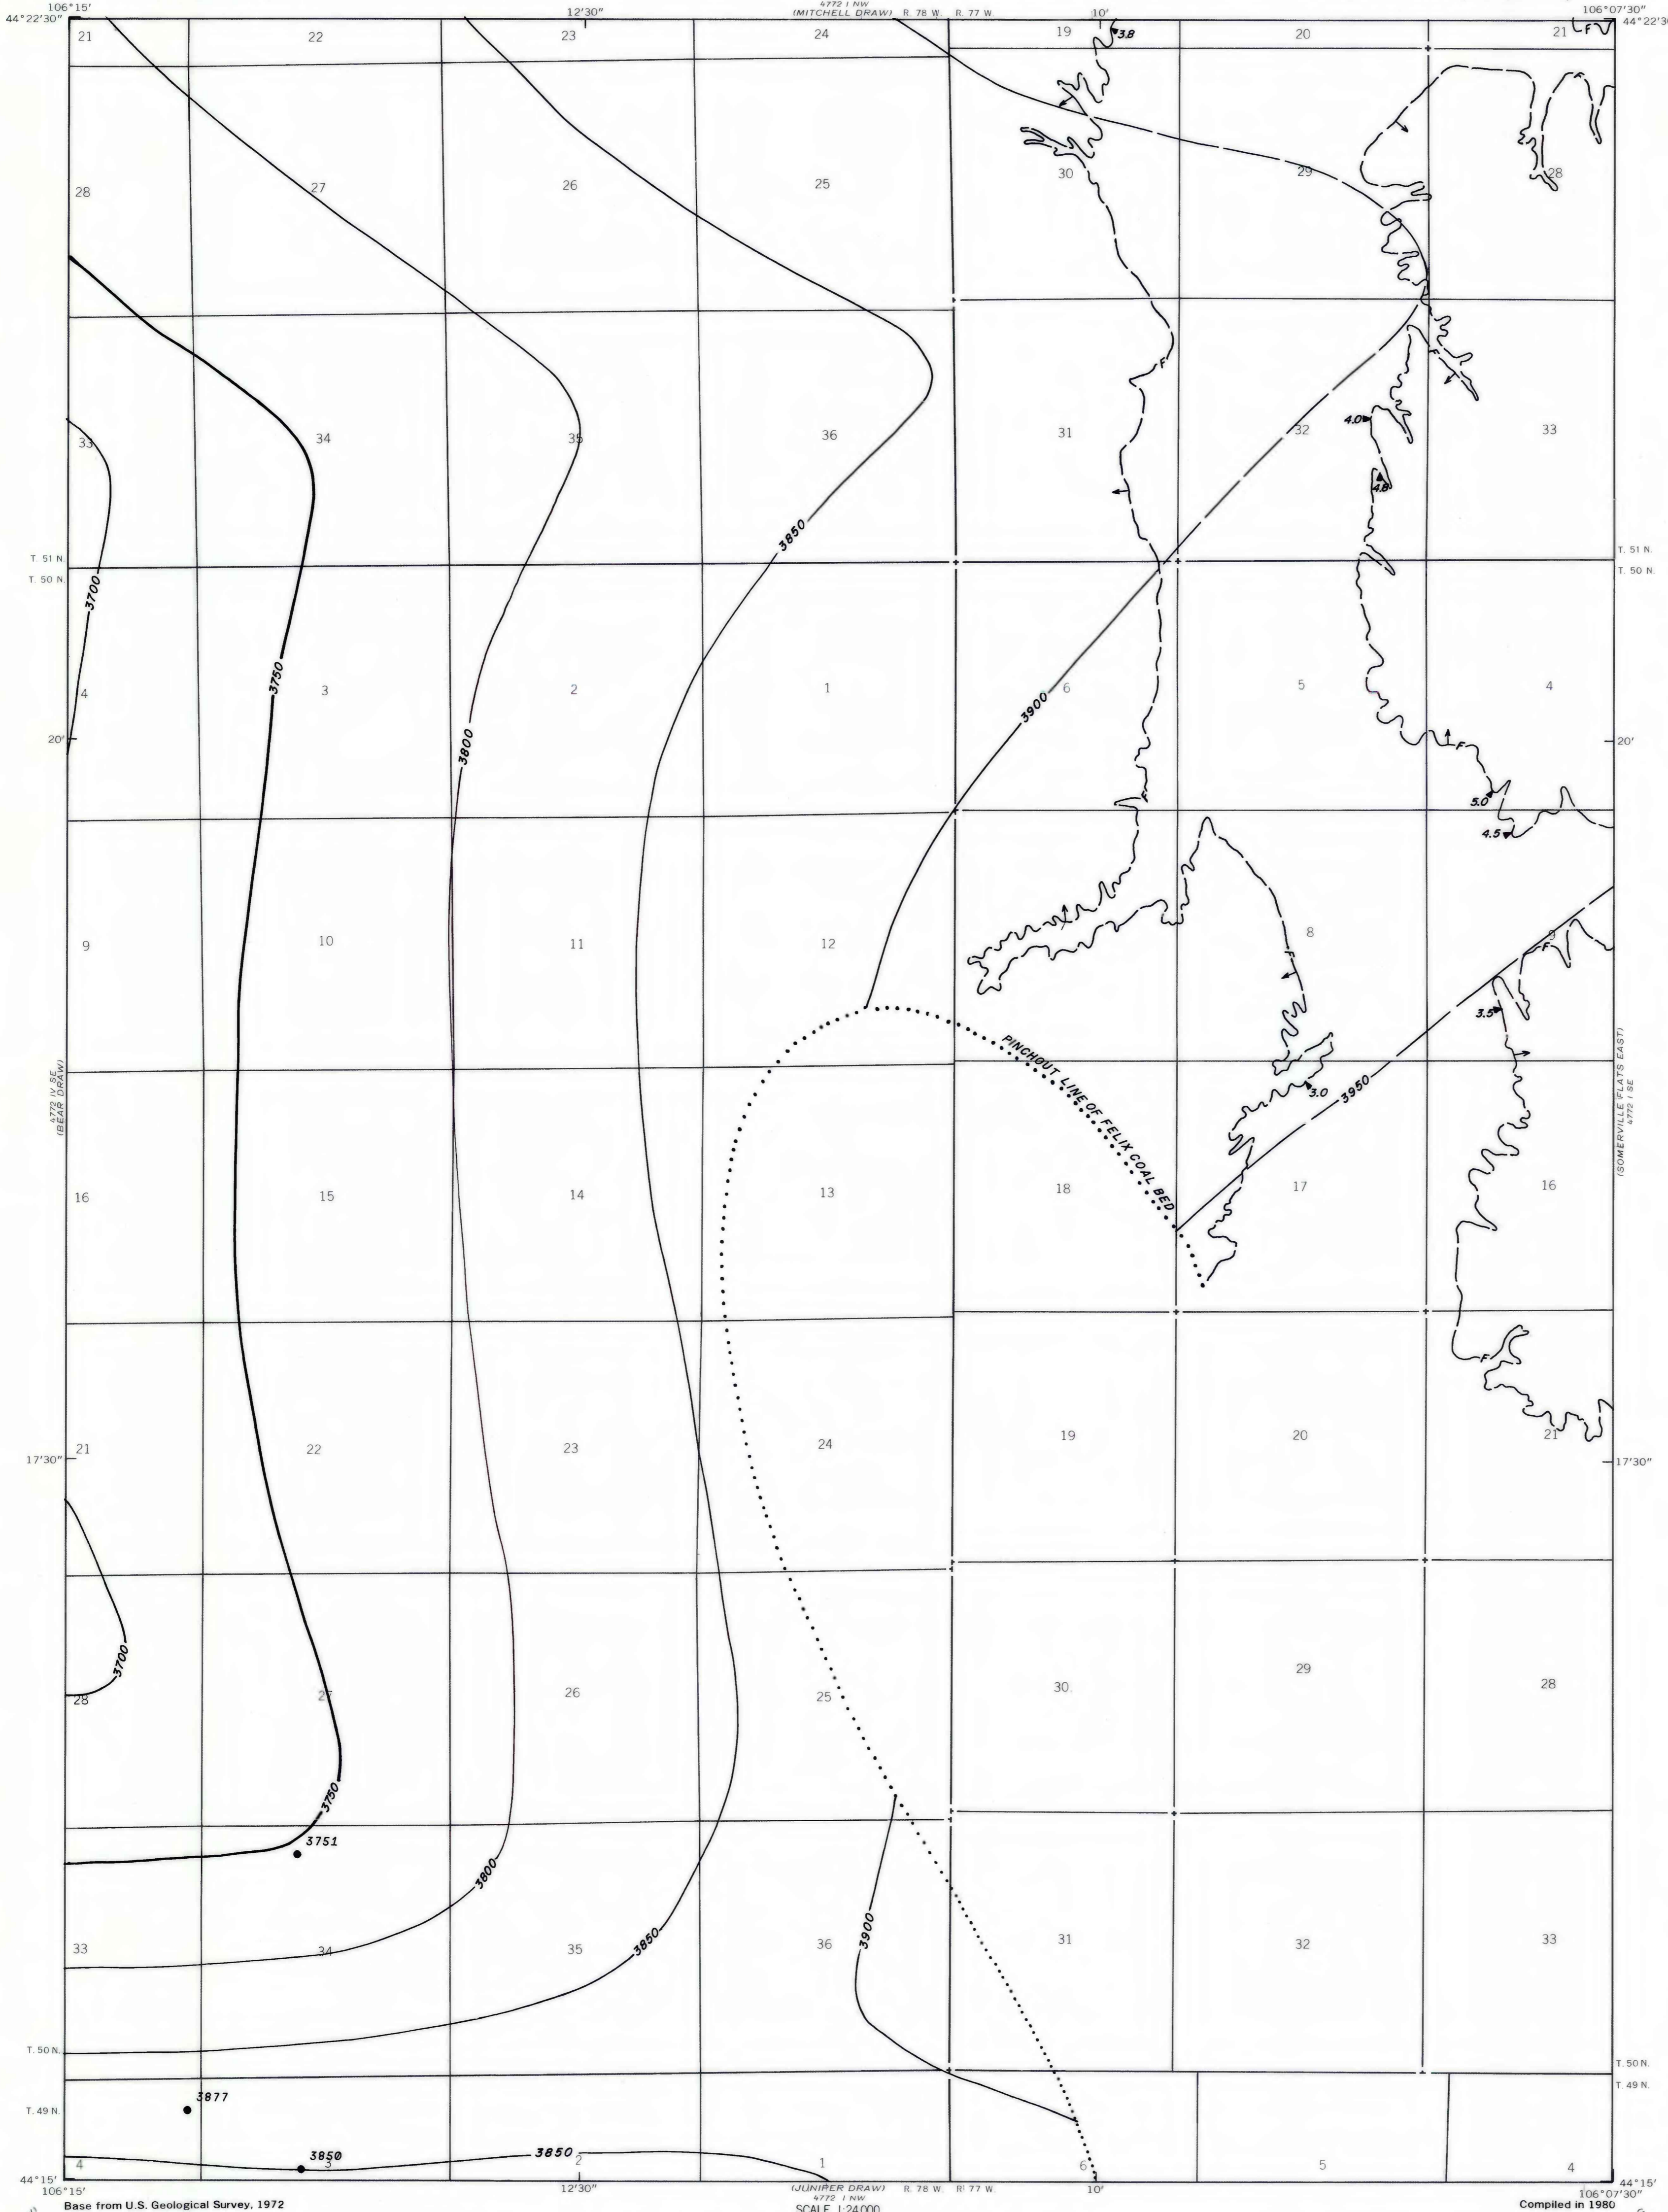 4772 I NW
106°15'
12'30"
(MITCHELL DRAW) R. 78 W. R. 77 W.
10'
106°07'30"
44°22'30"
44°22'30
21 22 23 24 19 20 21
3.8
F
28 27 26 25 30 29 28
F
F
33 34 35 36 31 32 33
4.0
4.8
3850
T. 51 N.
T. 50 N.
T. 51 N.
T. 50 N.
3700
3750
4 3 2 1 6 5 4
3900
3800
20'
20'
F
F
5.0
4.5
9 10 11 12 8 9
F
F
3.5
PINCHOUT LINE OF FELIX COAL BED
3.0
3950
4772 IV SE
(BEAR DRAW)
(SOMERVILLE FLATS EAST)
4772 I SE
16 15 14 13 18 17 16
F
21 22 23 24 19 20 21
17'30"
17'30"
3700
28 27 26 25 30 29 28
3750
3751
3800
3850
3900
33 34 35 36 31 32 33
T. 50 N.
T. 49 N.
T. 50 N.
T. 49 N.
3877
3850
3850
4 3 2 1 6 5 4
44°15'
44°15'
106°15'
12'30"
(JUNIPER DRAW) R. 78 W. R. 77 W.
10'
106°07'30"
4772 I NW
Base from U.S. Geological Survey, 1972
SCALE 1:24 000
Compiled in 1980